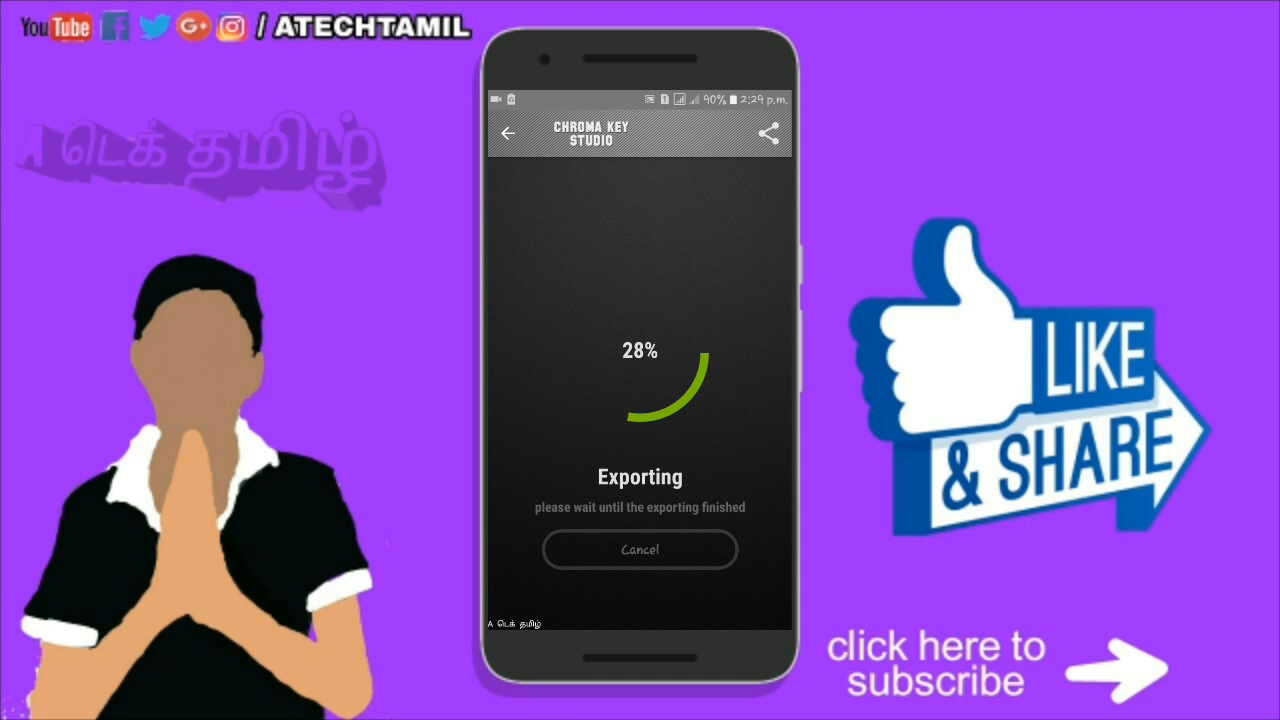 YouTube / ATECHTAMIL
A டெக் தமிழ்
90% 2:29 p.m.
CHROMA KEY
STUDIO
28%
Exporting
please wait until the exporting finished
Cancel
A டெக் தமிழ்
LIKE
& SHARE
click here to
subscribe